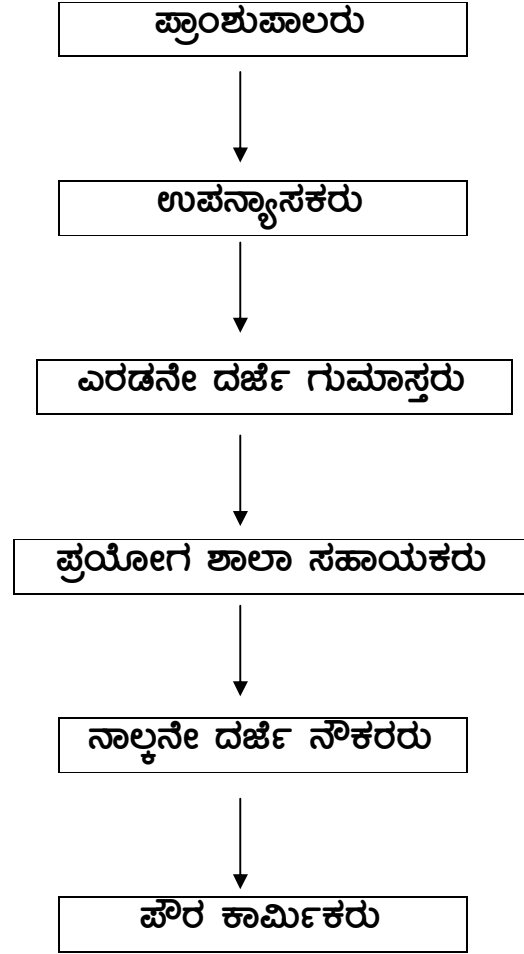 ಪ್ರಾಂಶುಪಾಲರು
ಉಪನ್ಯಾಸಕರು
ಎರಡನೇ ದರ್ಜೆ ಗುಮಾಸ್ತರು
ಪ್ರಯೋಗ ಶಾಲಾ ಸಹಾಯಕರು
ನಾಲ್ಕನೇ ದರ್ಜೆ ನೌಕರರು
ಪೌರ ಕಾರ್ಮಿಕರು